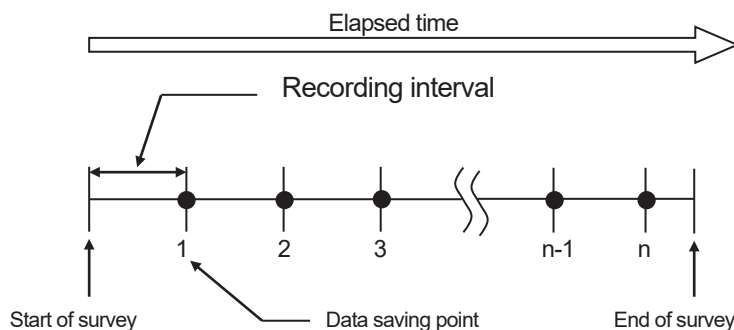 Elapsed time
Recording interval
1 2 3 n-1 n
Start of survey Data saving point End of survey